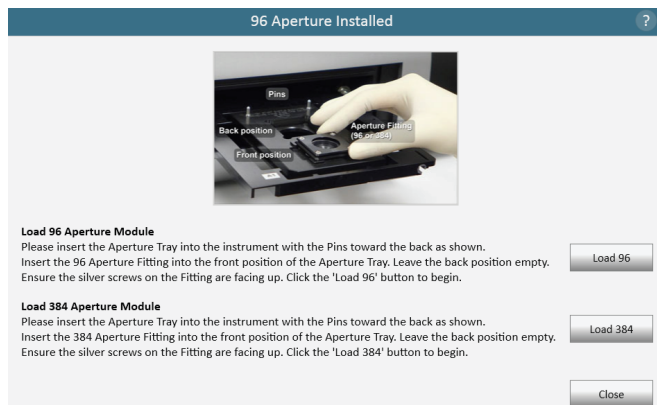 96 Aperture Installed
?
Pins
Back position
Aperture Fitting
(96 or 384)
Front position
Load 96 Aperture Module
Please insert the Aperture Tray into the instrument with the Pins toward the back as shown.
Insert the 96 Aperture Fitting into the front position of the Aperture Tray. Leave the back position empty.
Ensure the silver screws on the Fitting are facing up. Click the 'Load 96' button to begin.
Load 96
Load 384 Aperture Module
Please insert the Aperture Tray into the instrument with the Pins toward the back as shown.
Insert the 384 Aperture Fitting into the front position of the Aperture Tray. Leave the back position empty.
Ensure the silver screws on the Fitting are facing up. Click the 'Load 384' button to begin.
Load 384
Close